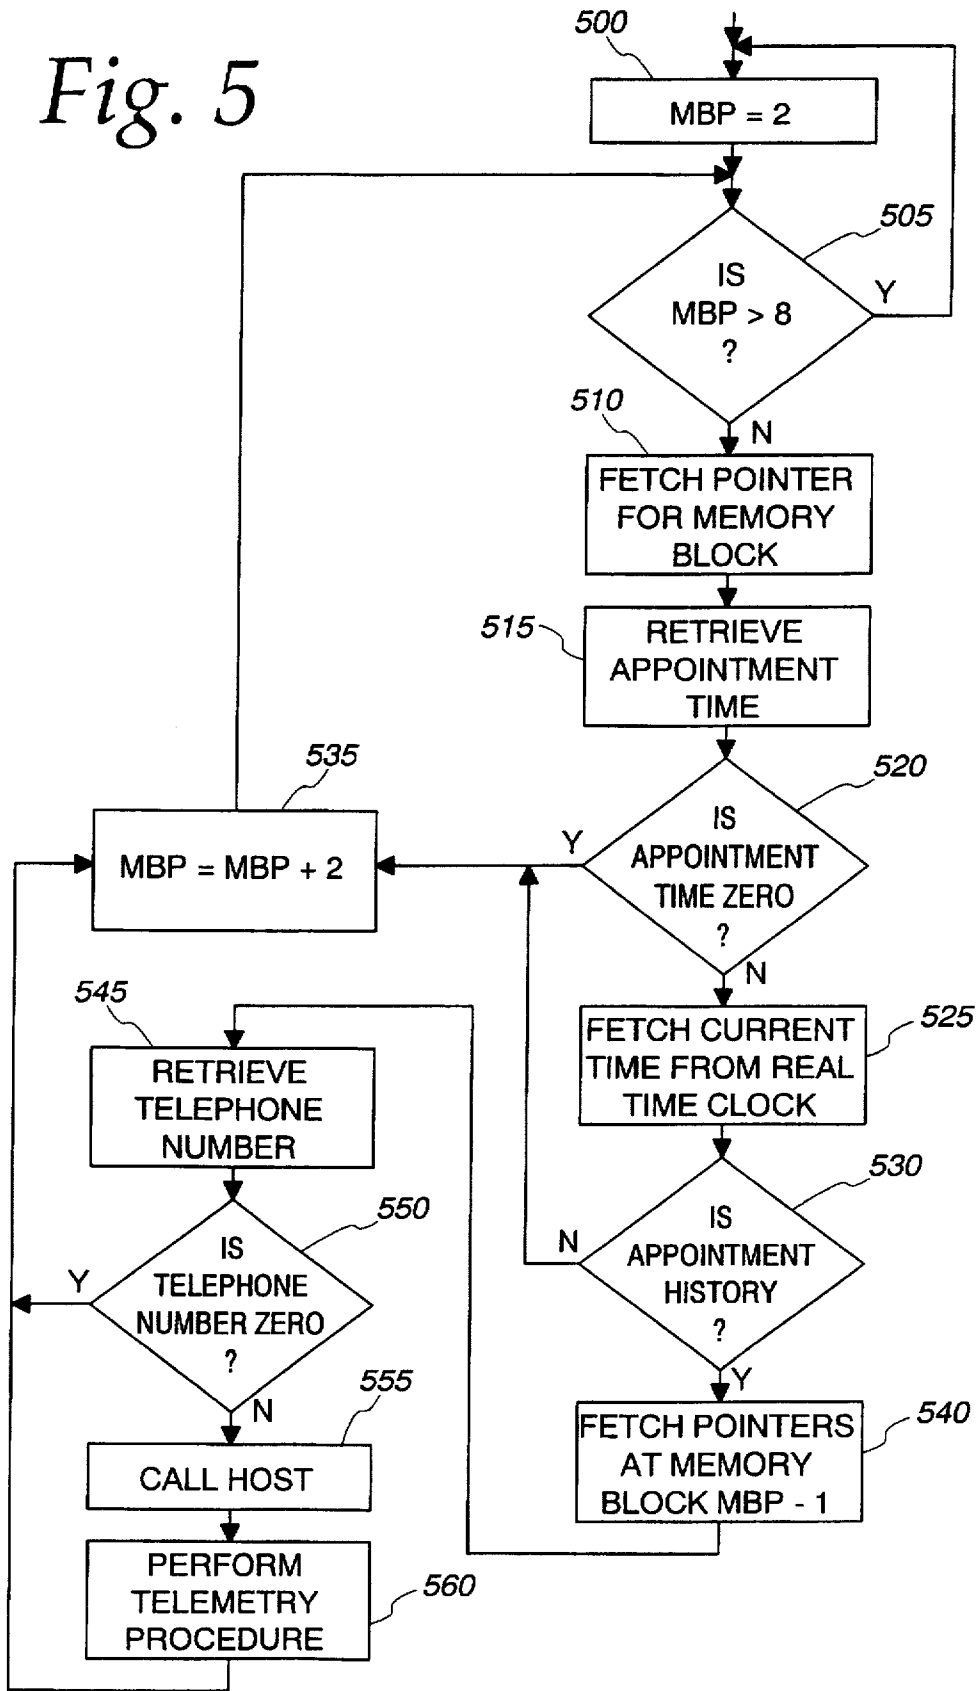 Fig. 5
500
MBP = 2
505
IS
MBP > 8
?
Y
N
510
FETCH POINTER
FOR MEMORY
BLOCK
515
RETRIEVE
APPOINTMENT
TIME
520
IS
APPOINTMENT
TIME ZERO
?
Y
N
535
MBP = MBP + 2
525
FETCH CURRENT
TIME FROM REAL
TIME CLOCK
530
IS
APPOINTMENT
HISTORY
?
N
Y
540
FETCH POINTERS
AT MEMORY
BLOCK MBP - 1
545
RETRIEVE
TELEPHONE
NUMBER
550
IS
TELEPHONE
NUMBER ZERO
?
Y
N
555
CALL HOST
PERFORM
TELEMETRY
PROCEDURE
560